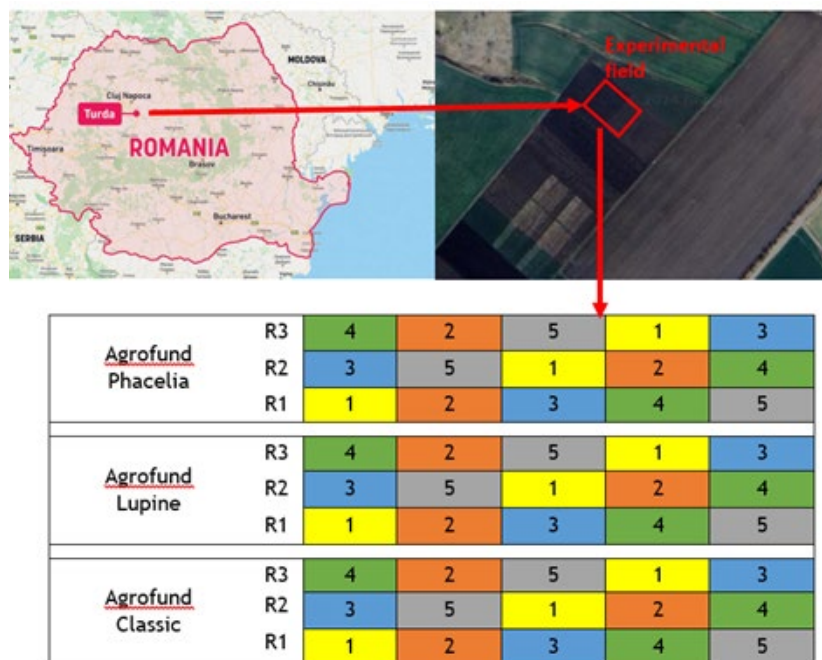 MOLDOVA
Chișinău
Cluj Napoca
Turda
ROMANIA
Timișoara
Brasov
Bucharest
SERBIA
Experimental
field
Agrofund
Phacelia
R3 4 2 5 1 3
R2 3 5 1 2 4
R1 1 2 3 4 5
Agrofund
Lupine
R3 4 2 5 1 3
R2 3 5 1 2 4
R1 1 2 3 4 5
Agrofund
Classic
R3 4 2 5 1 3
R2 3 5 1 2 4
R1 1 2 3 4 5